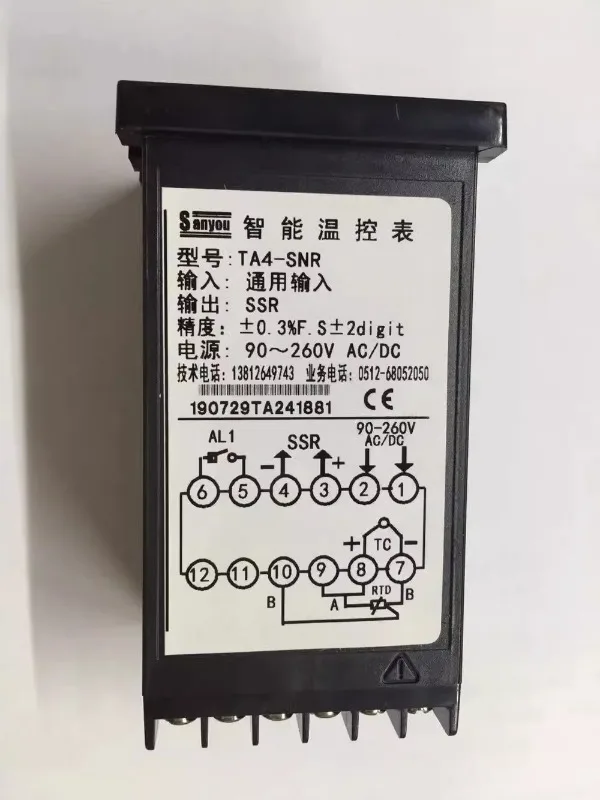 Sanyou 智能温控表
型号: TA4-SNR
输入: 通用输入
输出: SSR
精度: ±0.3%F.S±2digit
电源: 90～260V AC/DC
技术电话: 13812649743 业务电话: 0512-68052050
190729TA241881 CE
AL1 SSR 90-260V
AC/DC
- +
6 5 4 3 2 1
+ TC -
12 11 10 9 8 7
B A RTD B